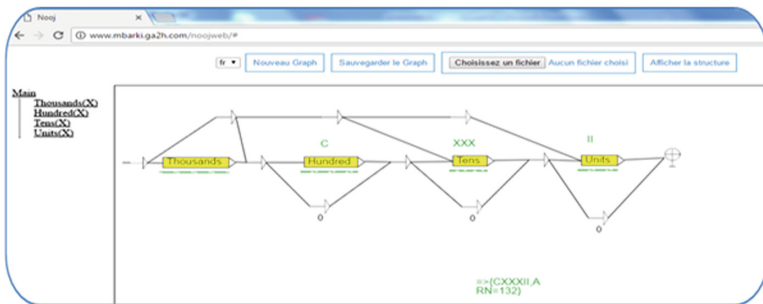 Nooj
www.mbarki.ga2h.com/noojweb/#
fr Nouveau Graph Sauvegarder le Graph Choisissez un fichier Aucun fichier choisi Afficher la structure
Main
Thousands(X)
Hundred(X)
Tens(X)
Units(X)
C XXX II
Thousands Hundred Tens Units
0 0 0
=>{CXXXII,A
RN=132}